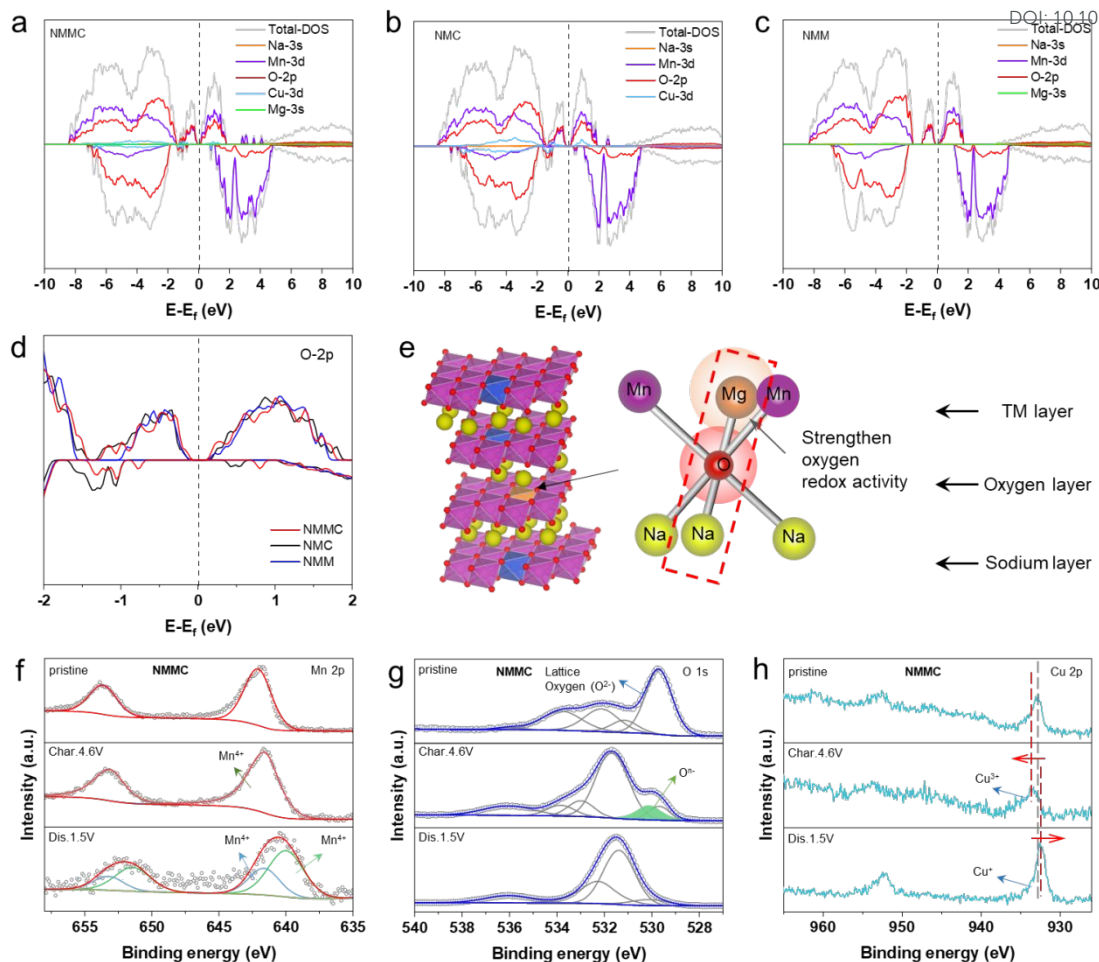 DOI: 10.10
a
NMMC
Total-DOS
Na-3s
Mn-3d
O-2p
Cu-3d
Mg-3s
-10 -8 -6 -4 -2 0 2 4 6 8 10
E-Ef (eV)
b
NMC
Total-DOS
Na-3s
Mn-3d
O-2p
Cu-3d
-10 -8 -6 -4 -2 0 2 4 6 8 10
E-Ef (eV)
c
NMM
Total-DOS
Na-3s
Mn-3d
O-2p
Mg-3s
-10 -8 -6 -4 -2 0 2 4 6 8 10
E-Ef (eV)
d
O-2p
NMMC
NMC
NMM
-2 -1 0 1 2
E-Ef (eV)
e
Mn
Mg
Mn
O
Na
Na
Na
Strengthen
oxygen
redox activity
TM layer
Oxygen layer
Sodium layer
f
pristine NMMC Mn 2p
Char.4.6V
Mn4+
Dis.1.5V
Mn4+
Mn4+
Intensity (a.u.)
655 650 645 640 635
Binding energy (eV)
g
pristine NMMC Lattice O 1s
Oxygen (O2-)
Char.4.6V
On-
Dis.1.5V
Intensity (a.u.)
540 538 536 534 532 530 528
Binding energy (eV)
h
pristine NMMC Cu 2p
Char.4.6V
Cu3+
Dis.1.5V
Cu+
Intensity (a.u.)
960 950 940 930
Binding energy (eV)